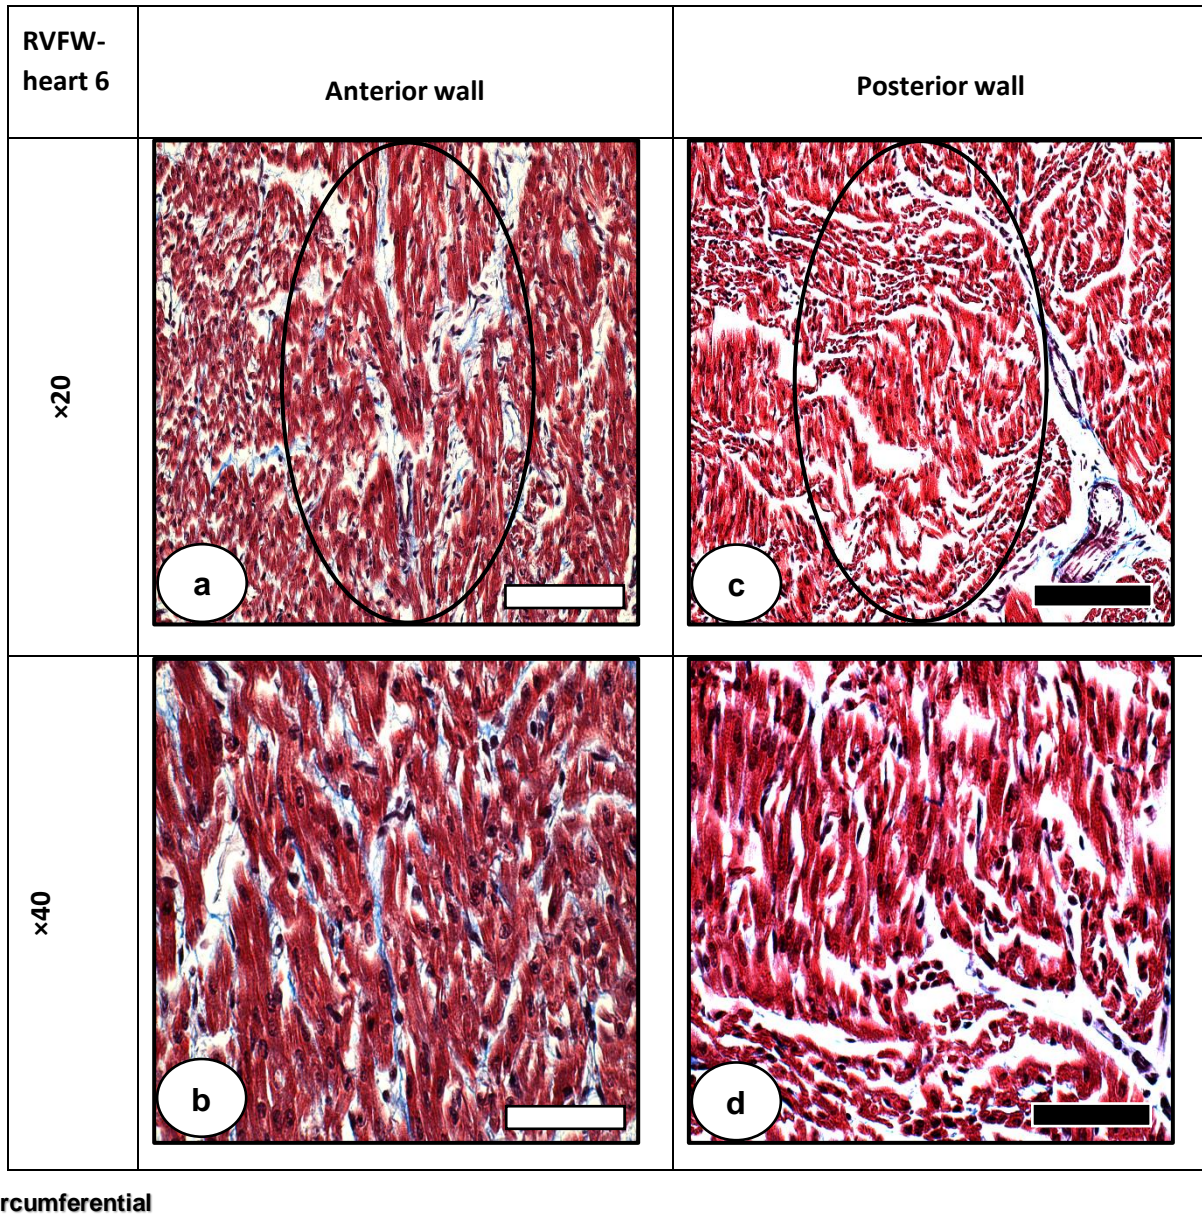 RVFW-
heart 6
Anterior wall
Posterior wall
×20
a
c
×40
b
d
rcumferential